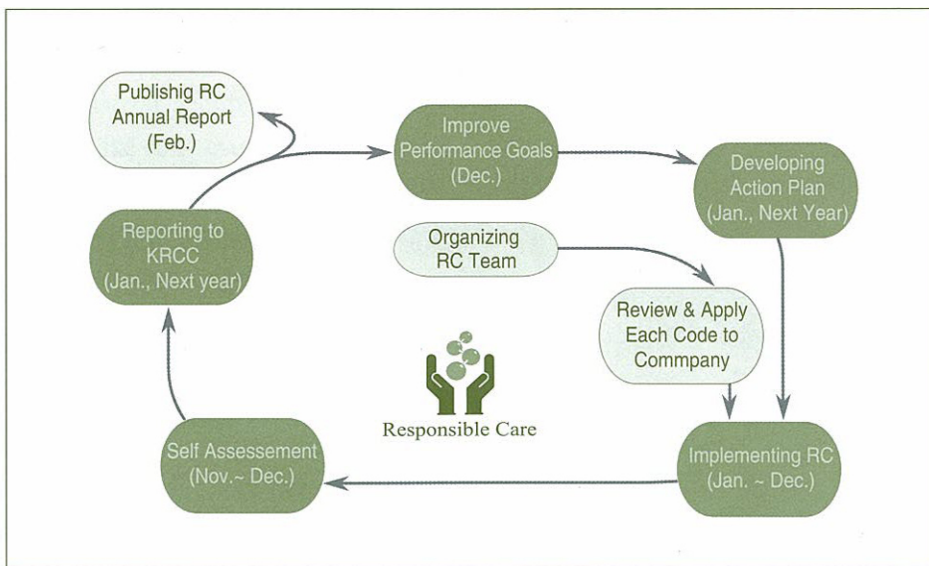 Publishig RC
Annual Report
(Feb.)
Improve
Performance Goals
(Dec.)
Developing
Action Plan
(Jan., Next Year)
Reporting to
KRCC
(Jan., Next year)
Organizing
RC Team
Review & Apply
Each Code to
Commpany
Responsible Care
Self Assessement
(Nov.~ Dec.)
Implementing RC
(Jan. ~ Dec.)